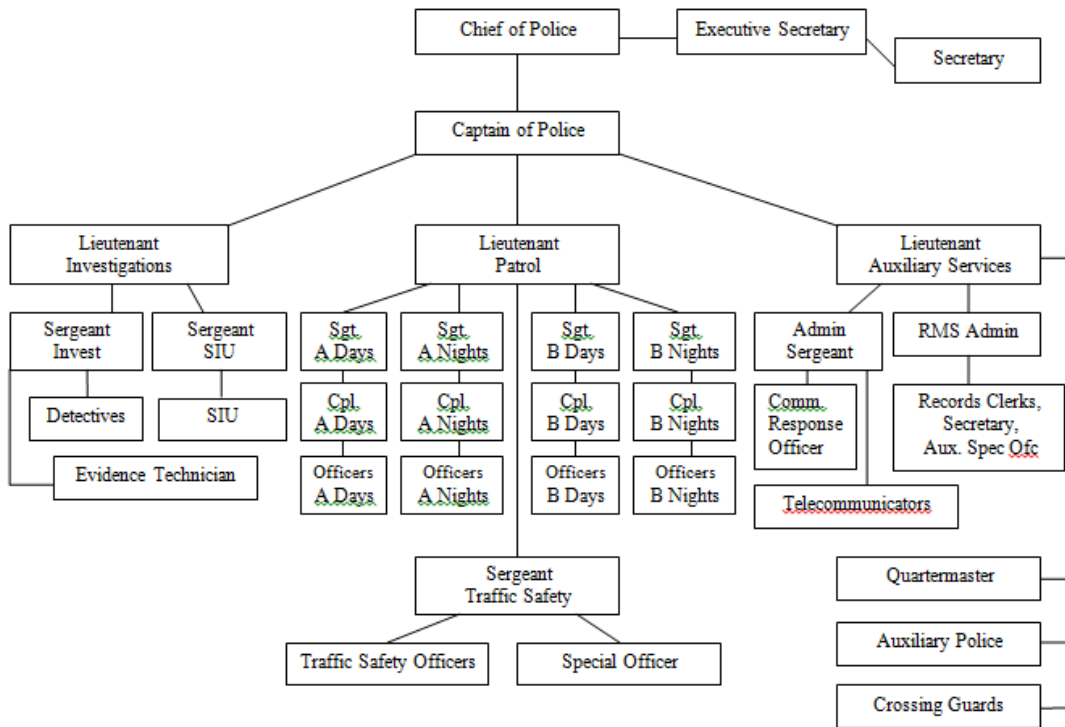 Chief of Police
Executive Secretary
Secretary
Captain of Police
Lieutenant
Investigations
Lieutenant
Patrol
Lieutenant
Auxiliary Services
Sergeant
Invest
Sergeant
SIU
Sgt.
A Days
Sgt.
A Nights
Sgt.
B Days
Sgt.
B Nights
Admin
Sergeant
RMS Admin
Detectives
SIU
Cpl.
A Days
Cpl.
A Nights
Cpl.
B Days
Cpl.
B Nights
Comm.
Response
Officer
Records Clerks,
Secretary,
Aux. Spec Ofc
Evidence Technician
Officers
A Days
Officers
A Nights
Officers
B Days
Officers
B Nights
Telecommunicators
Sergeant
Traffic Safety
Quartermaster
Traffic Safety Officers
Special Officer
Auxiliary Police
Crossing Guards